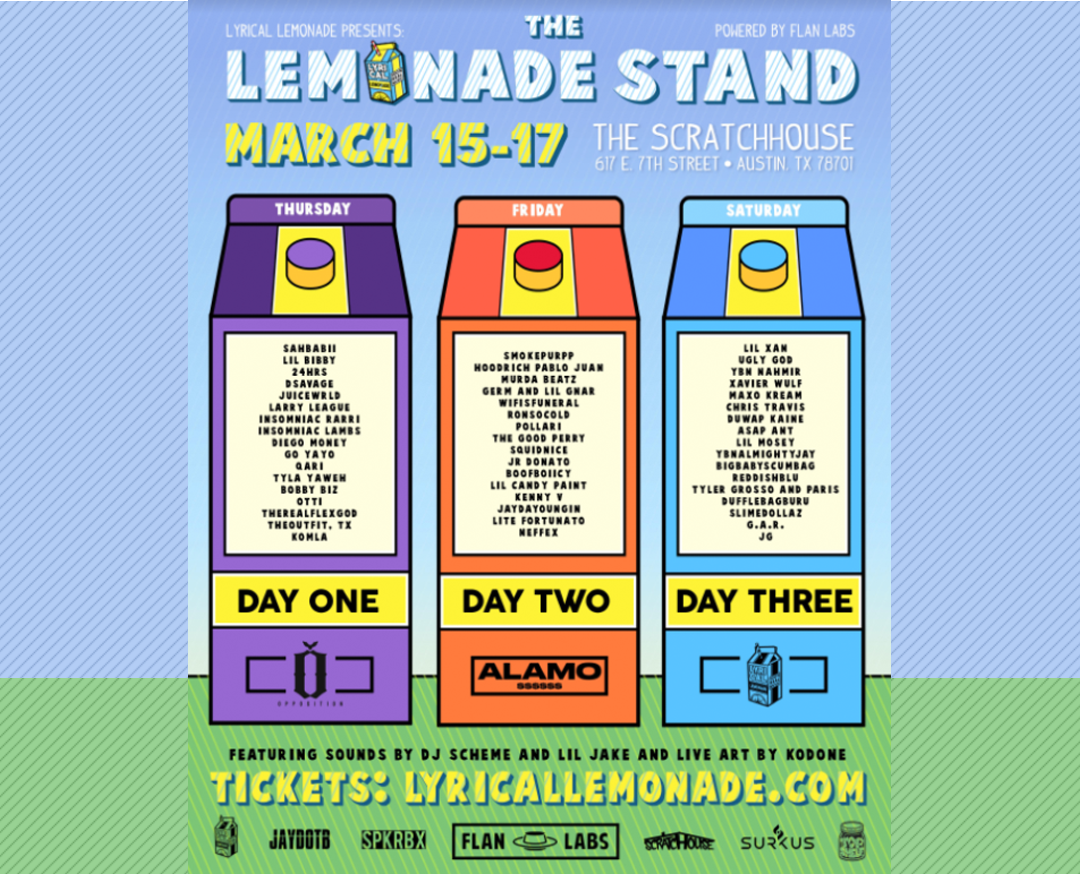 LYRICAL LEMONADE PRESENTS:
THE
POWERED BY FLAN LABS
LEMONADE STAND
MARCH 15-17
THE SCRATCHHOUSE
617 E. 7TH STREET • AUSTIN, TX 78701
THURSDAY
SAHBABII
LIL BIBBY
24HRS
DSAVAGE
JUICEWRLD
LARRY LEAGUE
INSOMNIAC RARRI
INSOMNIAC LAMBS
DIEGO MONEY
GO YAYO
QARI
TYLA YAWEH
BOBBY BIZ
OTTI
THEREALFLEXGOD
THEOUTFIT, TX
KOMLA
DAY ONE
OPPOSITION
FRIDAY
SMOKEPURPP
HOODRICH PABLO JUAN
MURDA BEATZ
GERM AND LIL GNAR
WIFISFUNERAL
RONSOCOLD
POLLARI
THE GOOD PERRY
SQUIDNICE
JR DONATO
BOOFBOIICY
LIL CANDY PAINT
KENNY V
JAYDAYOUNGIN
LITE FORTUNATO
NEFFEX
DAY TWO
ALAMO
SSSSSS
SATURDAY
LIL XAN
UGLY GOD
YBN NAHMIR
XAVIER WULF
MAXO KREAM
CHRIS TRAVIS
DUWAP KAINE
ASAP ANT
LIL MOSEY
YBNALMIGHTYJAY
BIGBABYSCUMBAG
REDDISHBLU
TYLER GROSSO AND PARIS
DUFFLEBAGBURU
SLIMEDOLLAZ
G.A.R.
JG
DAY THREE
FEATURING SOUNDS BY DJ SCHEME AND LIL JAKE AND LIVE ART BY KODONE
TICKETS: LYRICALLEMONADE.COM
JAYDOTB
SPKRBX
FLAN LABS
SCRATCHOUSE
SURKUS